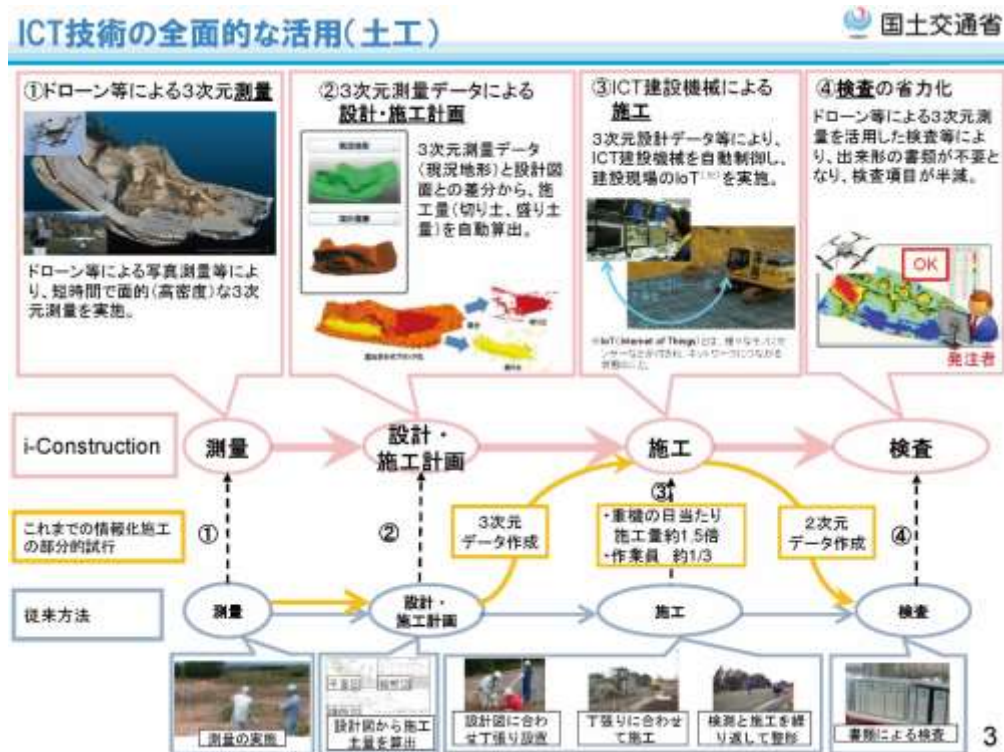 ICT技術の全面的な活用(土工)
国土交通省
①ドローン等による3次元測量
ドローン等による写真測量等によ
り、短時間で面的(高密度)な3次
元測量を実施。
②3次元測量データによる
設計・施工計画
3次元測量データ
(現況地形)と設計図
面との差分から、施
工量(切り土、盛り土
量)を自動算出。
③ICT建設機械による
施工
3次元設計データ等により、
ICT建設機械を自動制御し、
建設現場のIoTを実施。
④検査の省力化
ドローン等による3次元測
量を活用した検査等によ
り、出来形の書類が不要と
なり、検査項目が半減。
OK
発注者
i-Construction
測量
設計・
施工計画
施工
検査
これまでの情報化施工
の部分的試行
①
②
3次元
データ作成
③
・重機の日当たり
施工量約1.5倍
・作業員 約1/3
2次元
データ作成
④
従来方法
測量
設計・
施工計画
施工
検査
測量の実施
平面図
設計図から施工
土量を算出
設計図に合わ
せ丁張り設置
丁張りに合わせ
て施工
検測と施工を繰
り返して整形
書類による検査
3